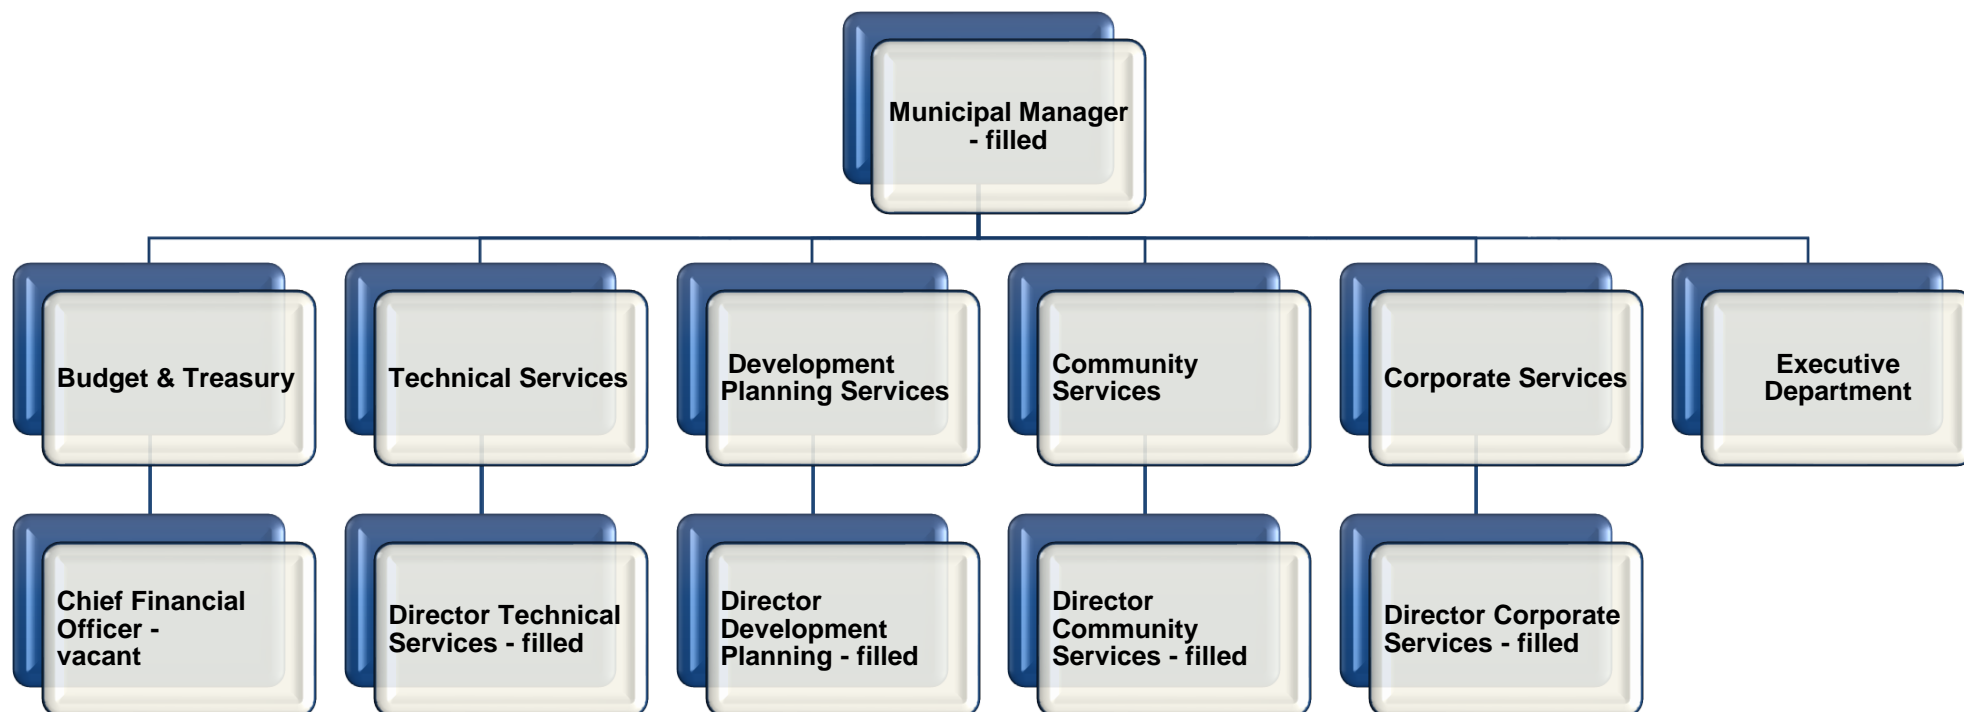 Municipal Manager
- filled
Budget & Treasury
Technical Services
Development
Planning Services
Community
Services
Corporate Services
Executive
Department
Chief Financial
Officer -
vacant
Director Technical
Services - filled
Director
Development
Planning - filled
Director
Community
Services - filled
Director Corporate
Services - filled